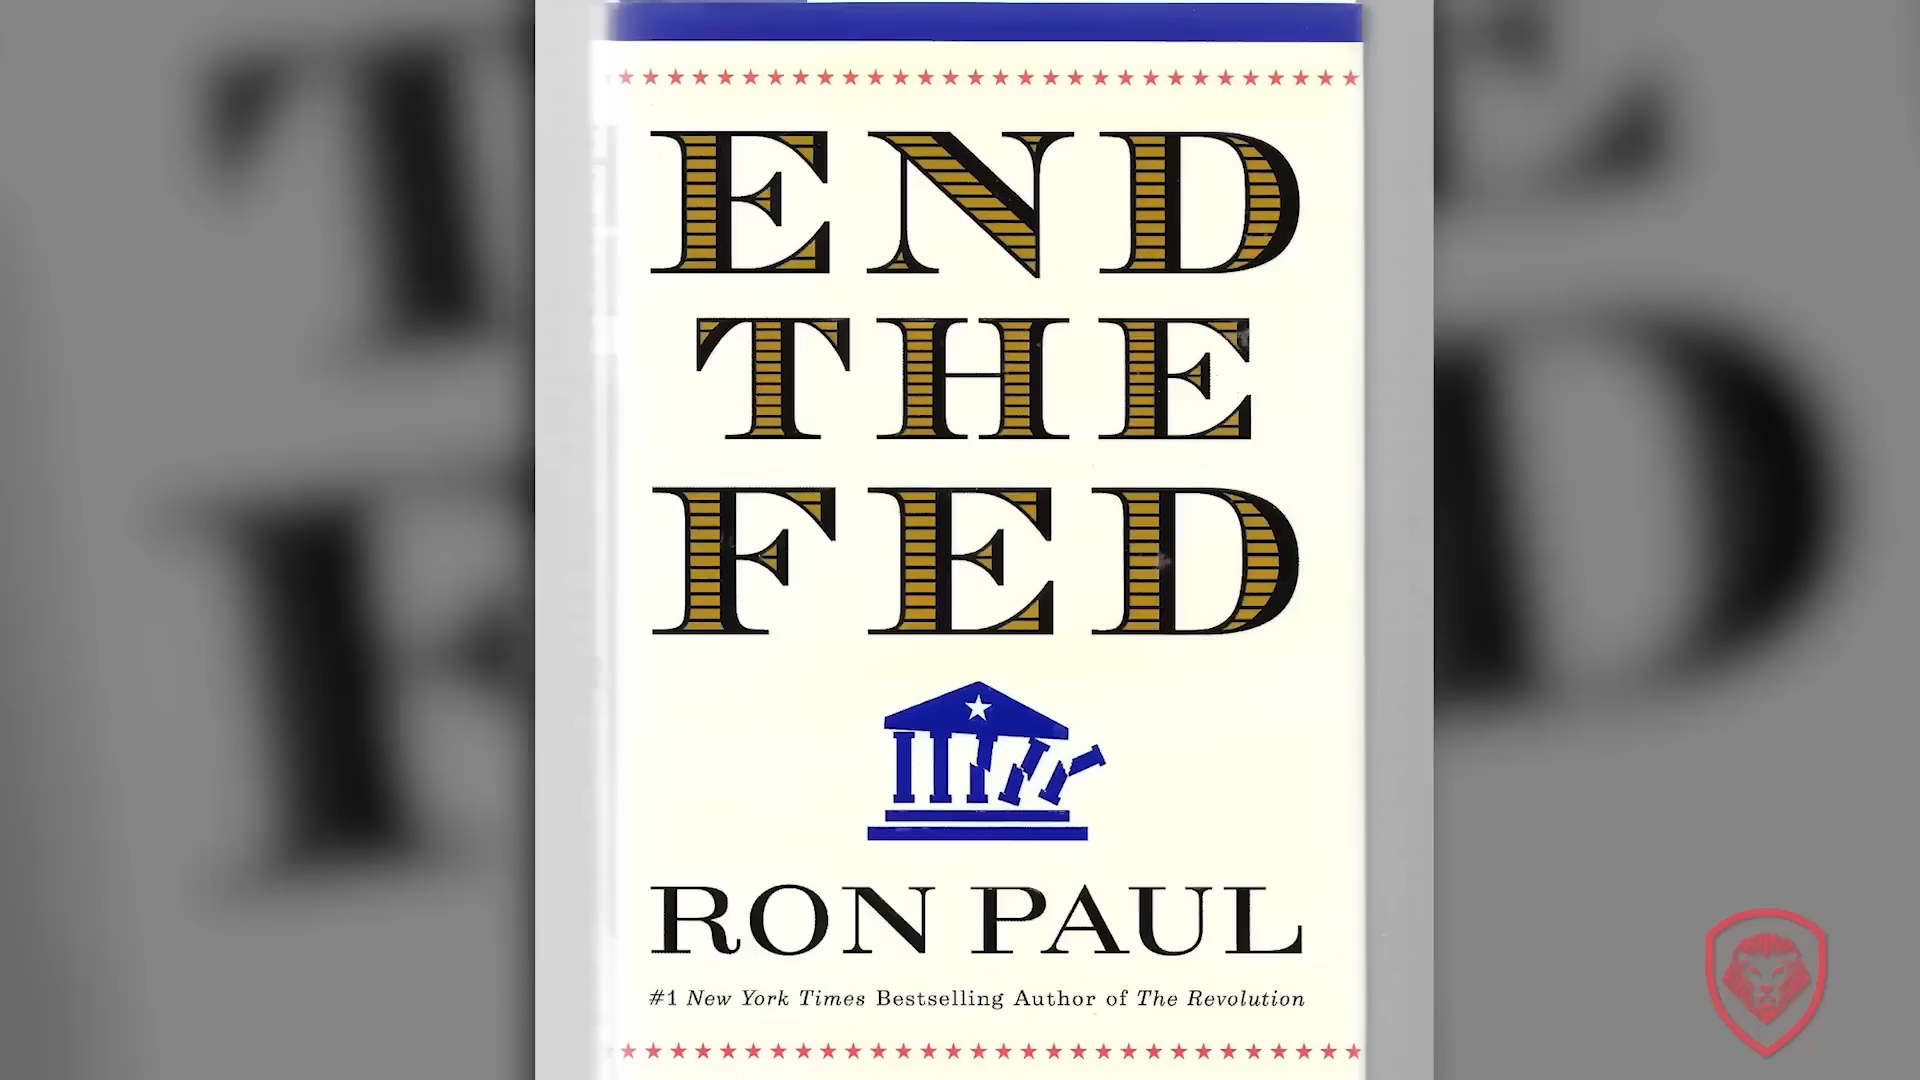 END
THE
FED
RON PAUL
#1 New York Times Bestselling Author of The Revolution